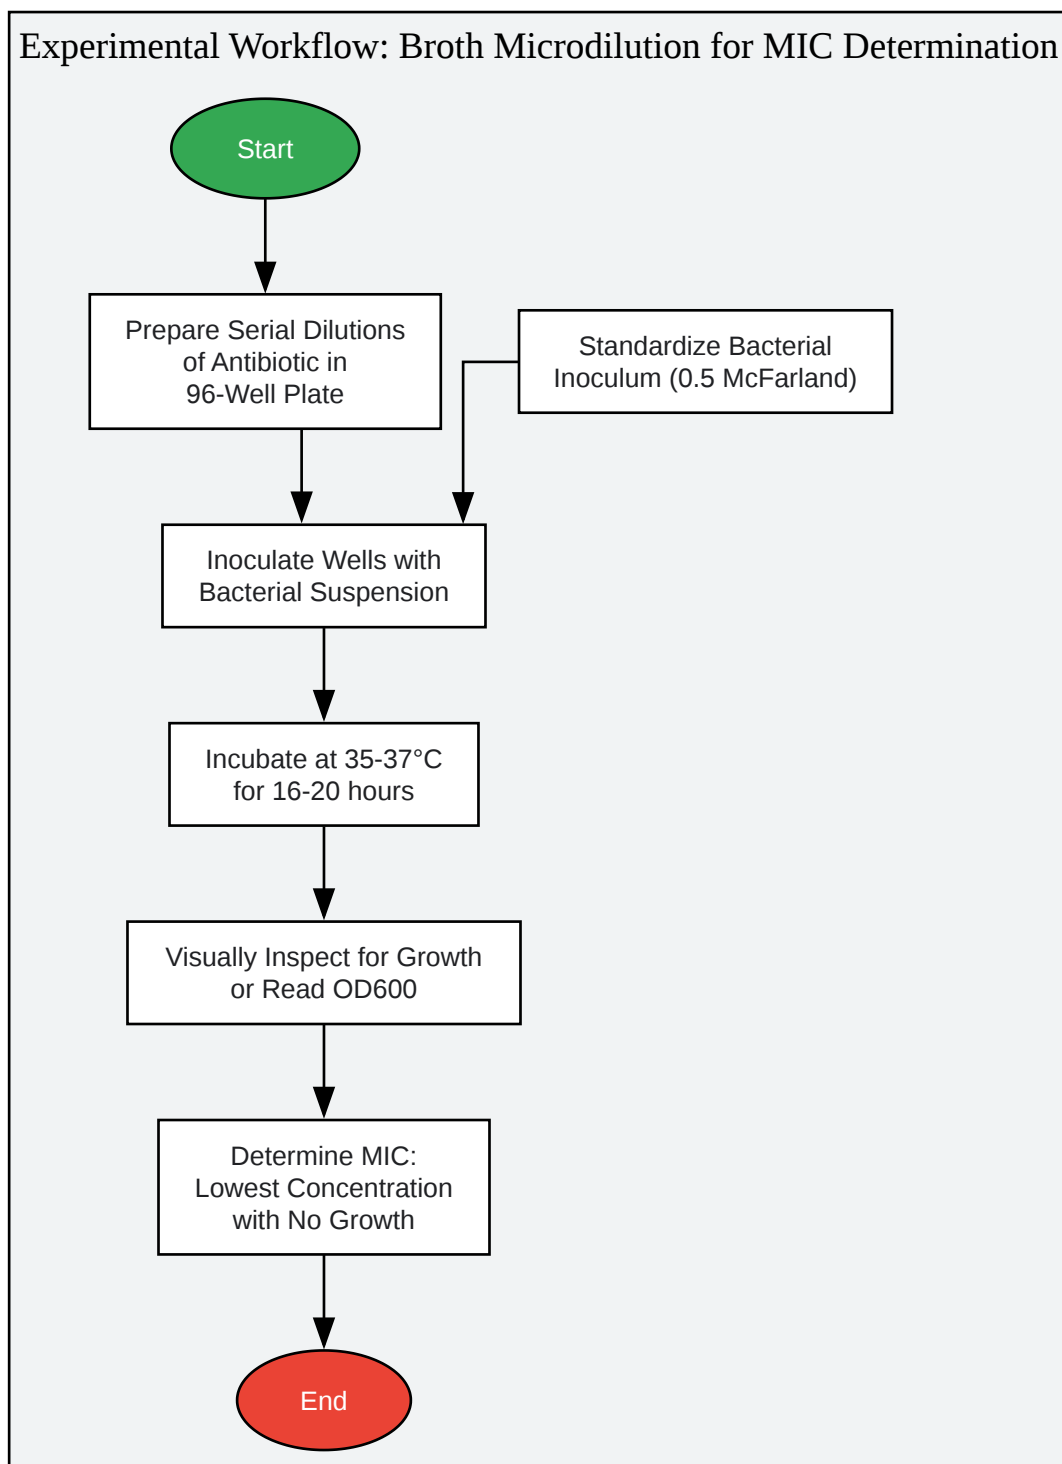 Experimental Workflow: Broth Microdilution for MIC Determination
Start
Prepare Serial Dilutions
of Antibiotic in
96-Well Plate
Standardize Bacterial
Inoculum (0.5 McFarland)
Inoculate Wells with
Bacterial Suspension
Incubate at 35-37°C
for 16-20 hours
Visually Inspect for Growth
or Read OD600
Determine MIC:
Lowest Concentration
with No Growth
End